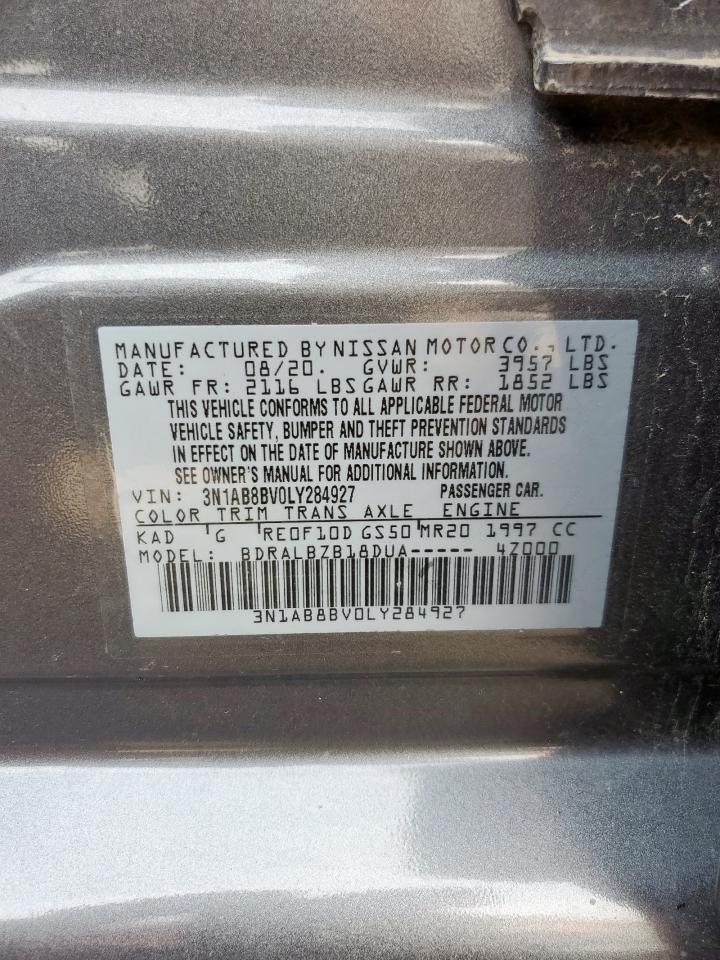 MANUFACTURED BY NISSAN MOTOR CO., LTD.
DATE: 08/20. GVWR: 3957 LBS
GAWR FR: 2116 LBS GAWR RR: 1852 LBS
THIS VEHICLE CONFORMS TO ALL APPLICABLE FEDERAL MOTOR
VEHICLE SAFETY, BUMPER AND THEFT PREVENTION STANDARDS
IN EFFECT ON THE DATE OF MANUFACTURE SHOWN ABOVE.
SEE OWNER'S MANUAL FOR ADDITIONAL INFORMATION.
VIN: 3N1AB8BV0LY284927 PASSENGER CAR.
COLOR TRIM TRANS AXLE ENGINE
KAD G RE0F10D GS50 MR20 1997 CC
MODEL: BDRALBZB18DUA----- 4Z000
3N1AB8BV0LY284927